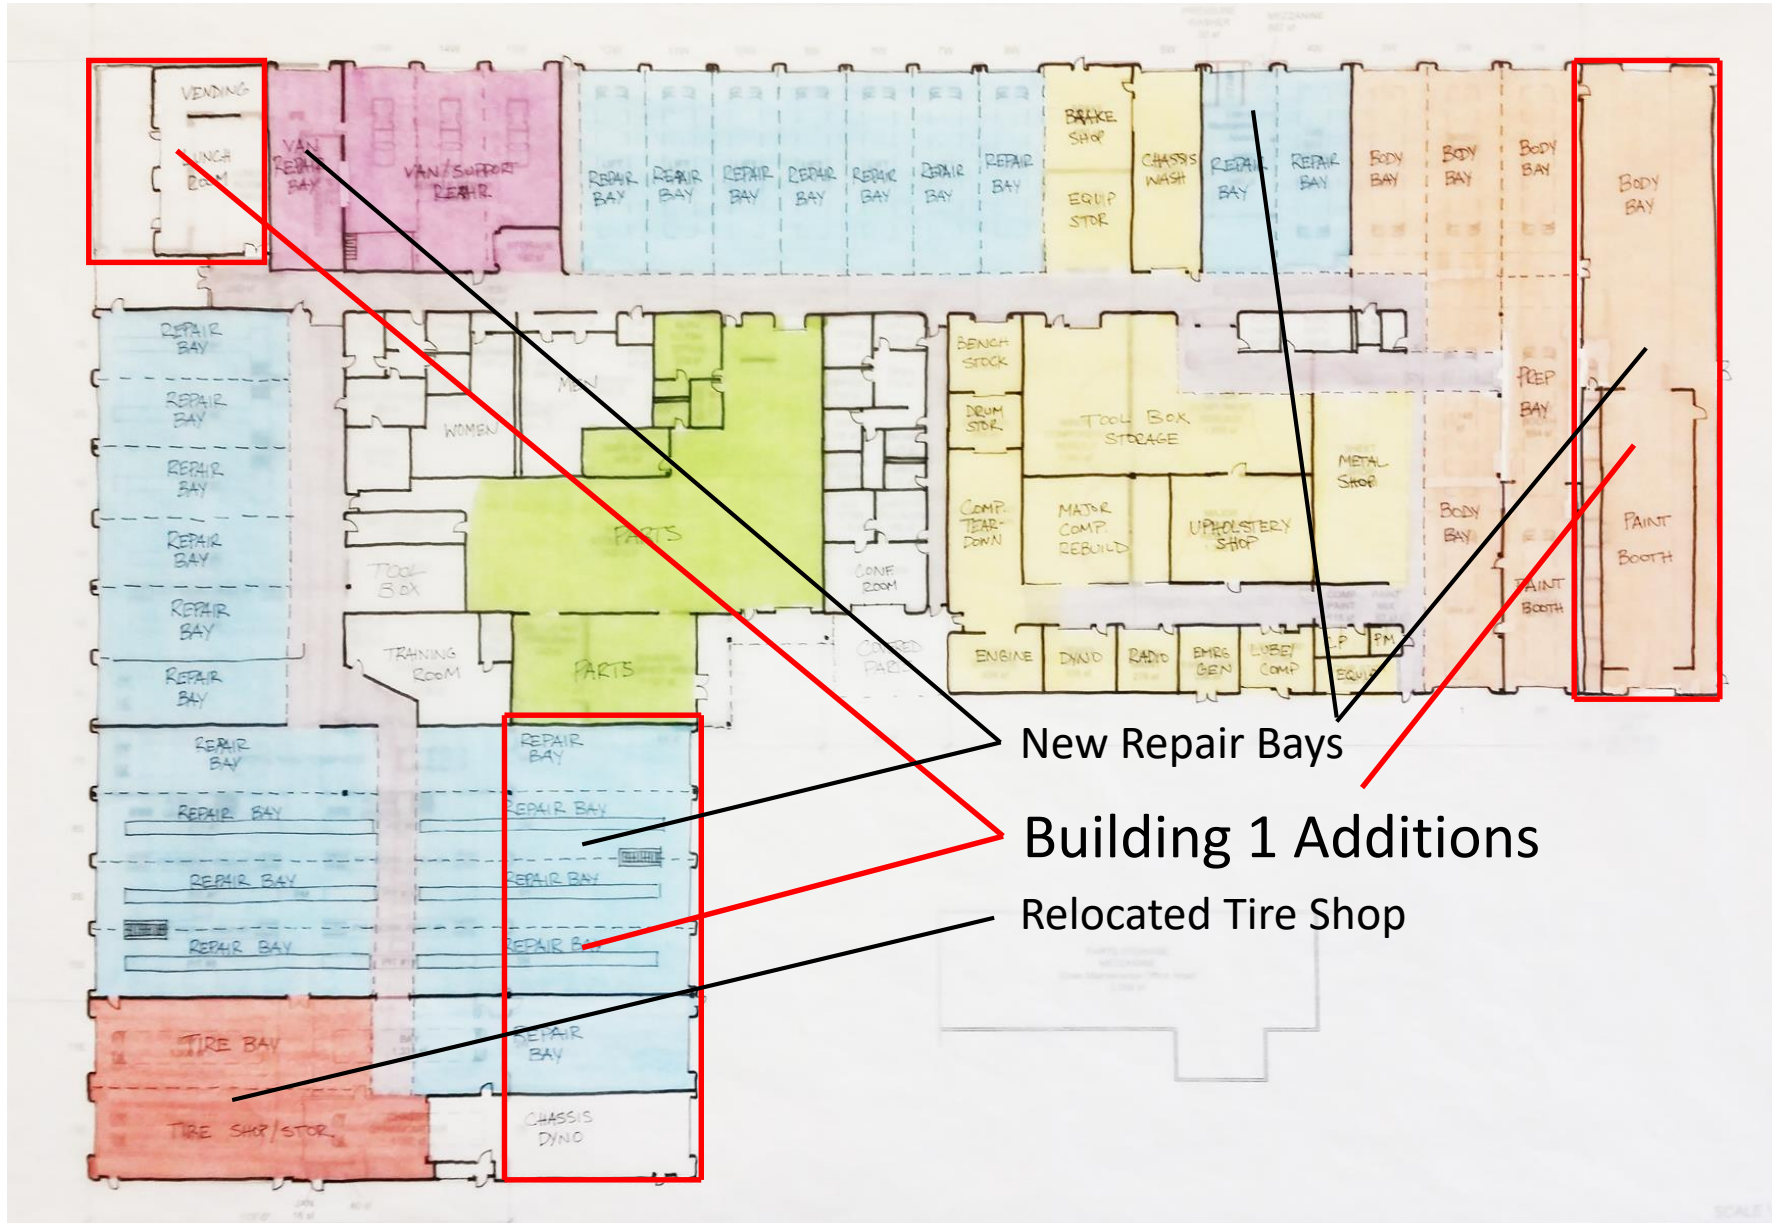 VENDING
LUNCH
ROOM
VAN
REPAIR
BAY
VAN/SUPPORT
REPAIR
REPAIR
BAY
REPAIR
BAY
REPAIR
BAY
REPAIR
BAY
REPAIR
BAY
REPAIR
BAY
REPAIR
BAY
BRAKE
SHOP
EQUIP
STOR
CHASSIS
WASH
REPAIR
BAY
REPAIR
BAY
BODY
BAY
BODY
BAY
BODY
BAY
BODY
BAY
REPAIR
BAY
REPAIR
BAY
REPAIR
BAY
REPAIR
BAY
REPAIR
BAY
REPAIR
BAY
MEN
WOMEN
TOOL
BOX
TRAINING
ROOM
PARTS
PARTS
CONF.
ROOM
COVERED
BENCH
STOCK
DRUM
STOR.
COMP.
TEAR-
DOWN
TOOL BOX
STORAGE
MAJOR
COMP.
REBUILD
UPHOLSTERY
SHOP
METAL
SHOP
PREP
BAY
BODY
BAY
PAINT
BOOTH
PAINT
BOOTH
ENGINE
DYNO
RADIO
EMRG
GEN
LUBE/
COMP
PM
EQUIP
REPAIR
BAY
REPAIR
BAY
REPAIR BAY
REPAIR BAY
REPAIR BAY
REPAIR BAY
REPAIR BAY
REPAIR BAY
New Repair Bays
Building 1 Additions
Relocated Tire Shop
TIRE BAY
REPAIR
BAY
TIRE SHOP/STOR.
CHASSIS
DYNO
SCALE